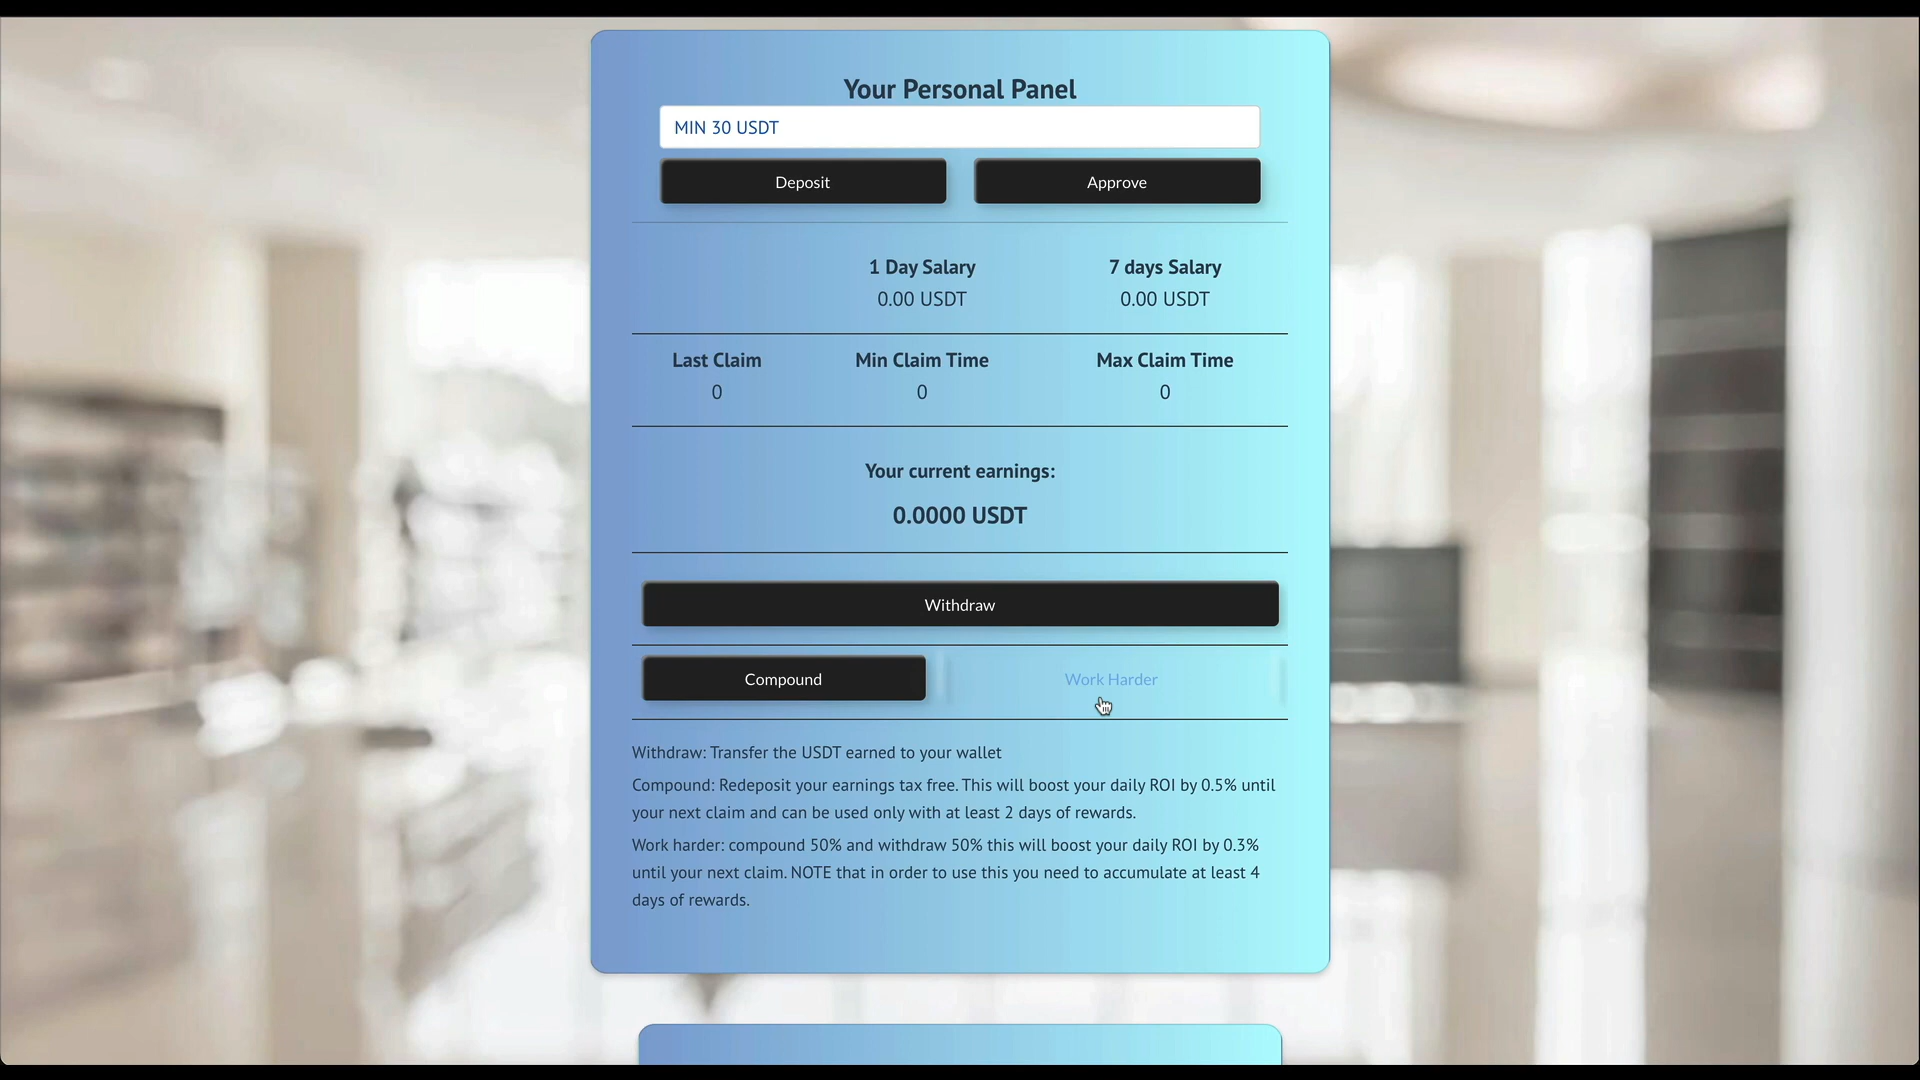 Your Personal Panel
MIN 30 USDT
Deposit
Approve
1 Day Salary
7 days Salary
0.00 USDT
0.00 USDT
Last Claim
Min Claim Time
Max Claim Time
0
0
0
Your current earnings:
0.0000 USDT
Withdraw
Compound
Work Harder
Withdraw: Transfer the USDT earned to your wallet
Compound: Redeposit your earnings tax free. This will boost your daily ROI by 0.5% until
your next claim and can be used only with at least 2 days of rewards.
Work harder: compound 50% and withdraw 50% this will boost your daily ROI by 0.3%
until your next claim. NOTE that in order to use this you need to accumulate at least 4
days of rewards.